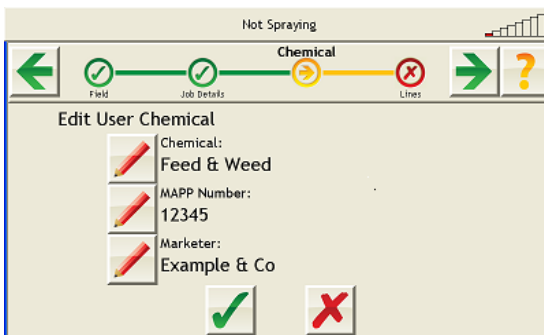 Not Spraying
Chemical
Field
Job Details
Lines
?
Edit User Chemical
Chemical:
Feed & Weed
MAPP Number:
12345
Marketer:
Example & Co